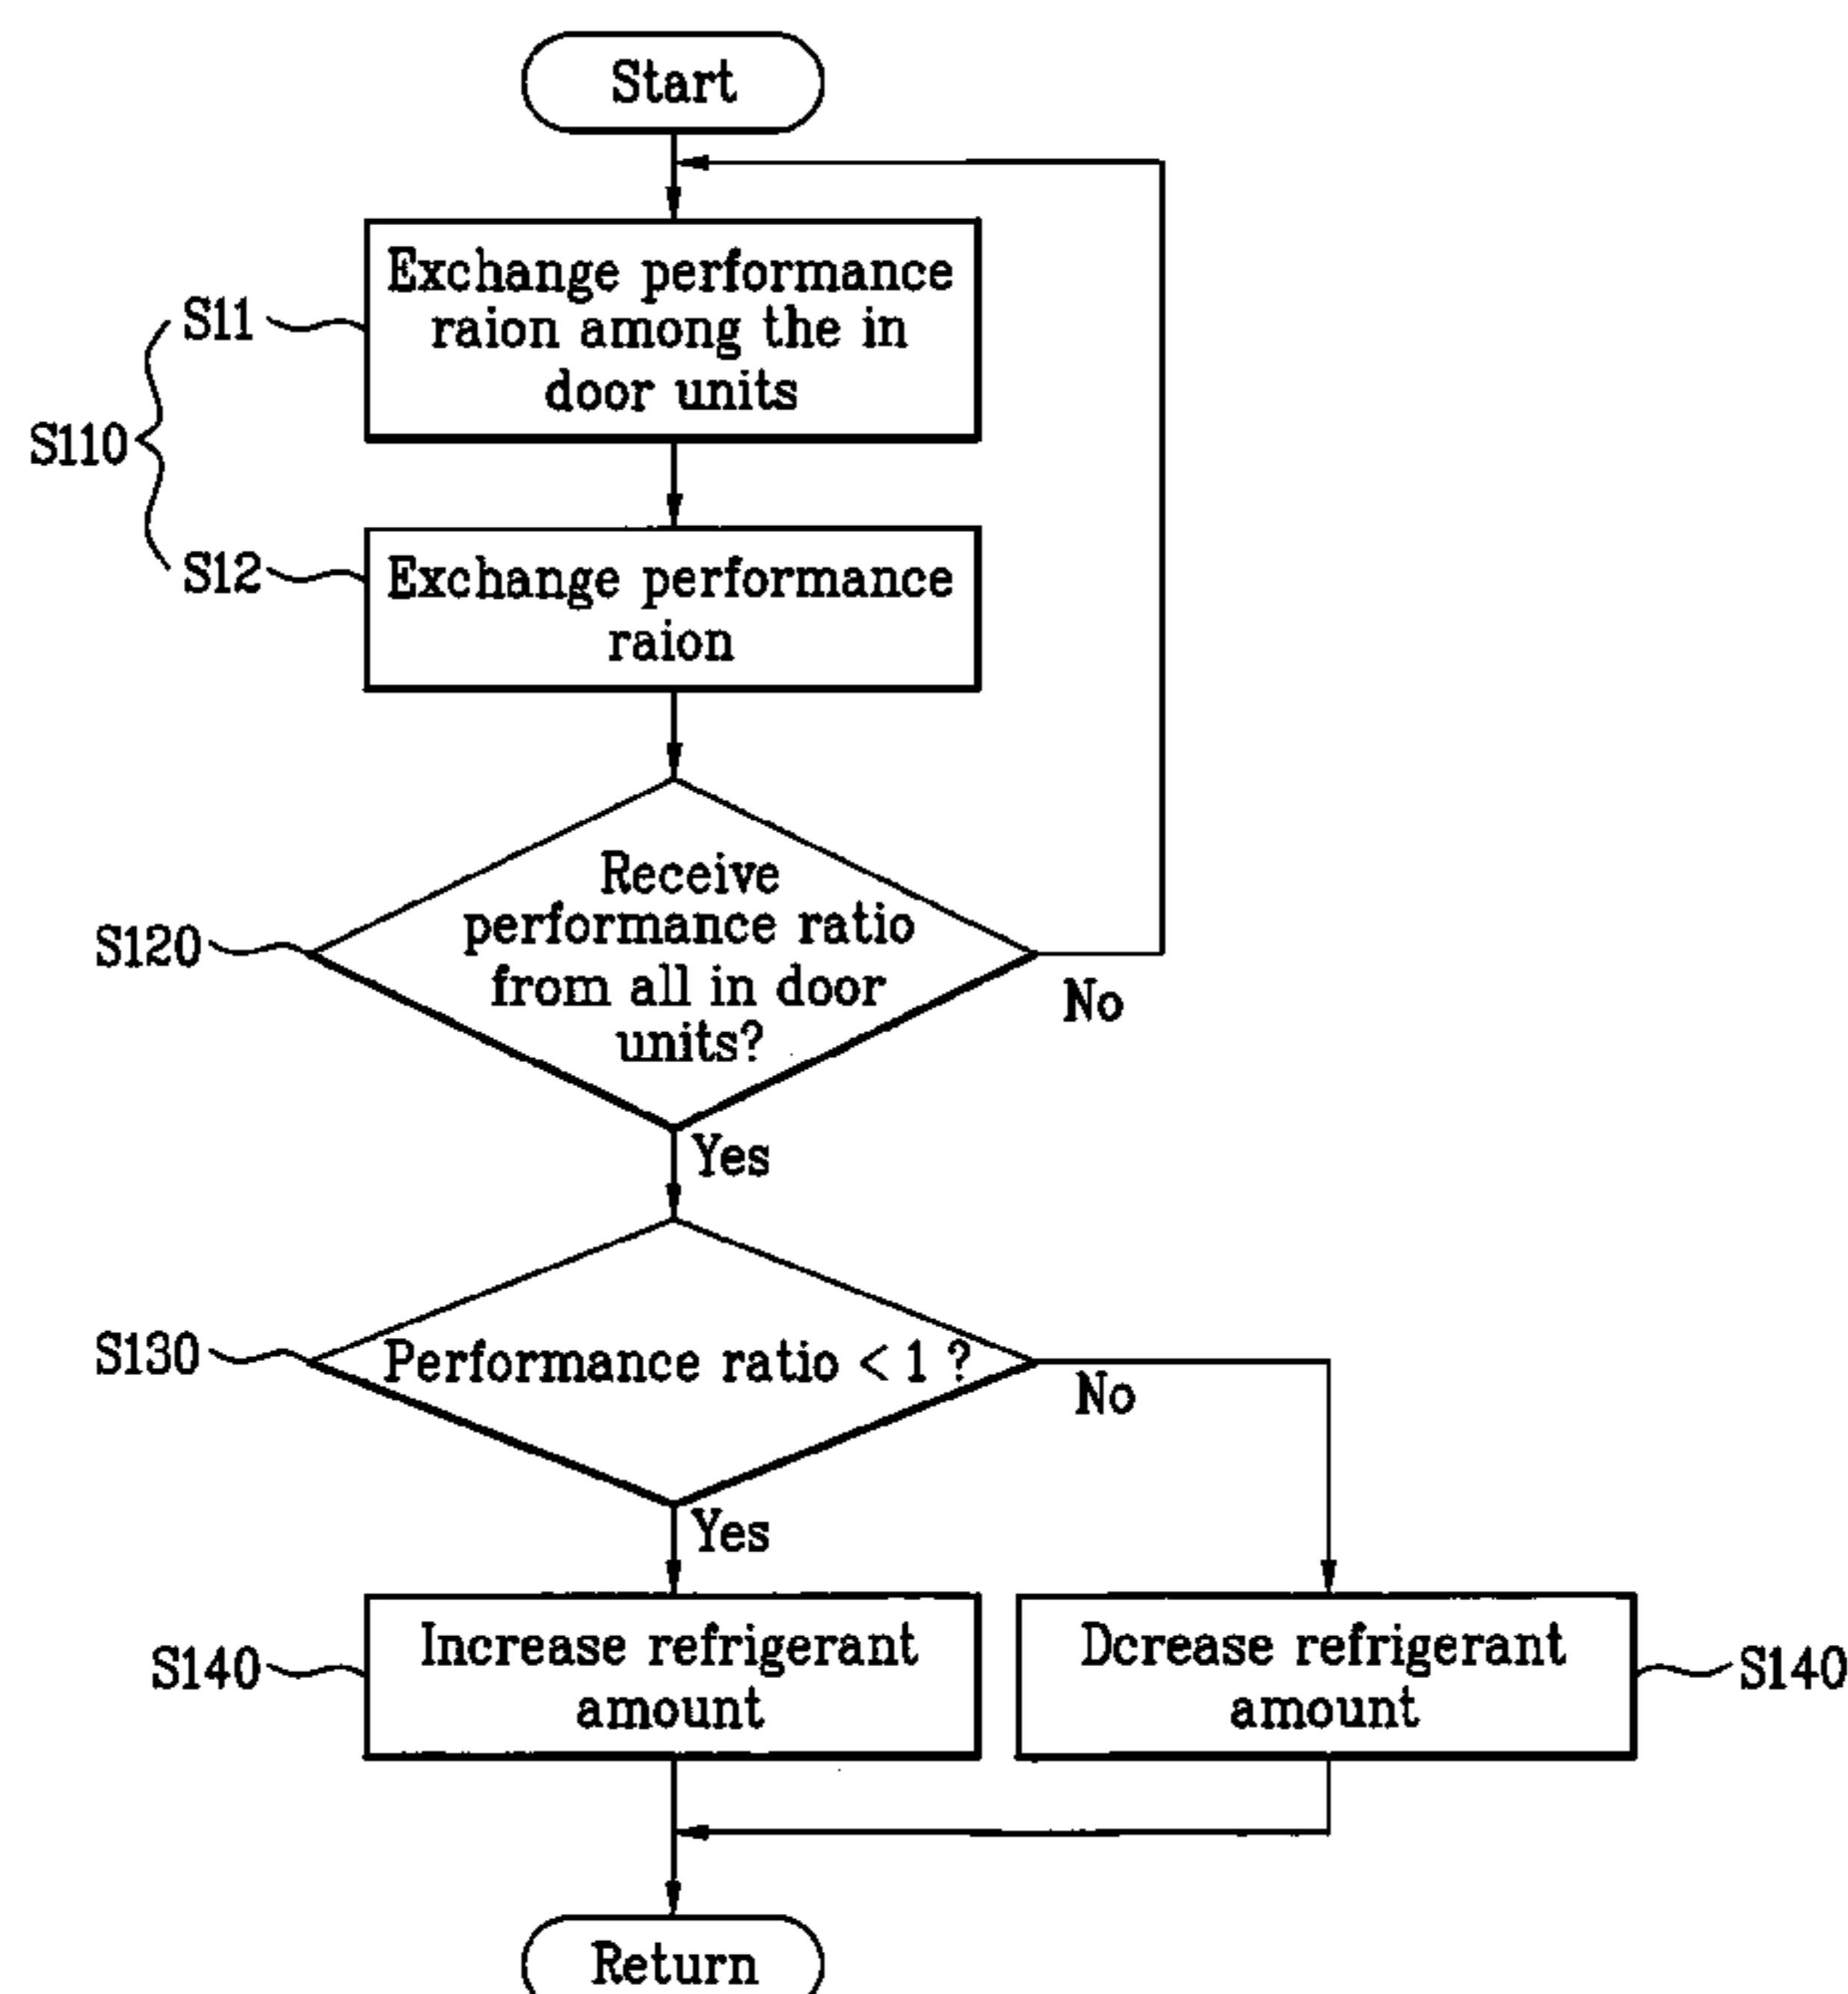 Start
Exchange performance
raion among the in
door units
S11
S110
S12
Exchange performance
raion
Receive
performance ratio
from all in door
units?
S120
No
Yes
S130
Performance ratio < 1 ?
No
Yes
S140
Increase refrigerant
amount
Dcrease refrigerant
amount
S140
Return